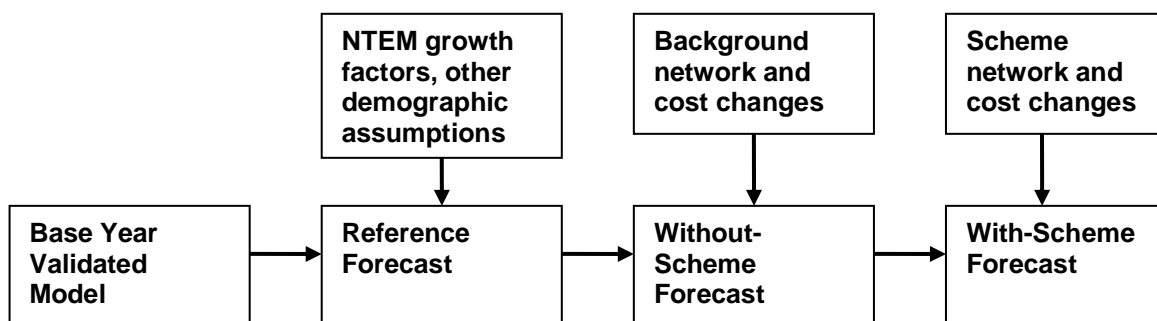 NTEM growth
factors, other
demographic
assumptions
Background
network and
cost changes
Scheme
network and
cost changes
Base Year
Validated
Model
Reference
Forecast
Without-
Scheme
Forecast
With-Scheme
Forecast